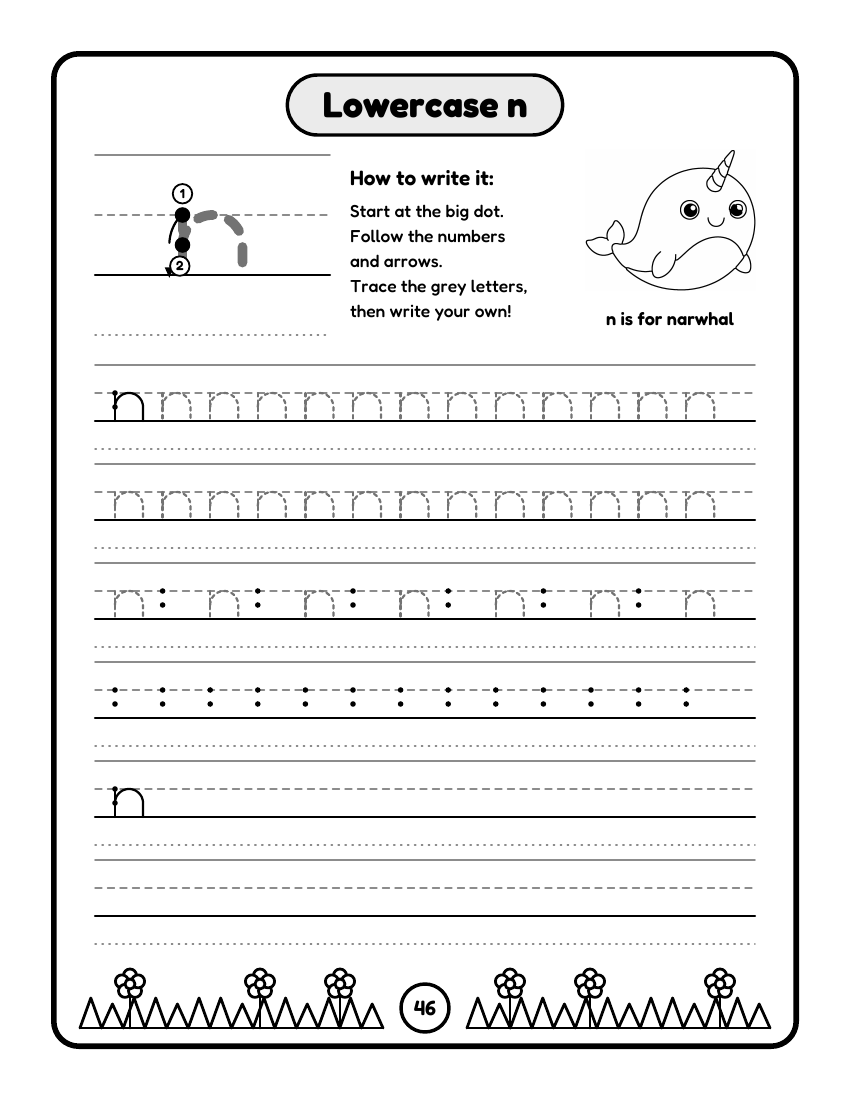 Lowercase n
1
2
How to write it:
Start at the big dot.
Follow the numbers
and arrows.
Trace the grey letters,
then write your own!
n is for narwhal
n n n n n n n n n n n n n
n n n n n n n n n n n n n
n n n n n n n
n
46